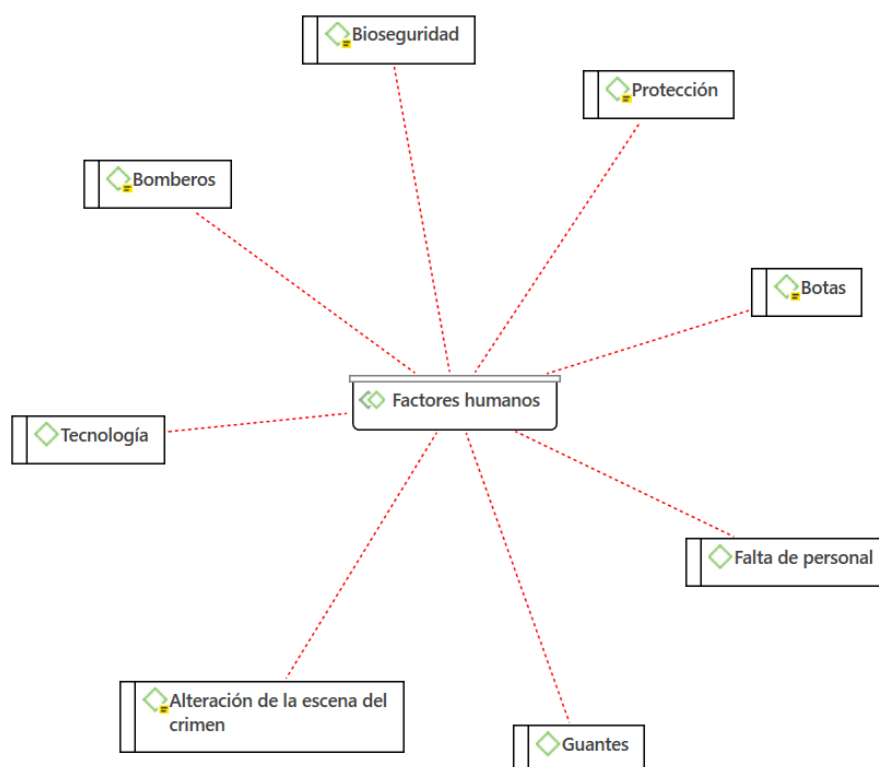 Bioseguridad
Protección
Bomberos
Botas
Factores humanos
Tecnología
Falta de personal
Alteración de la escena del
crimen
Guantes